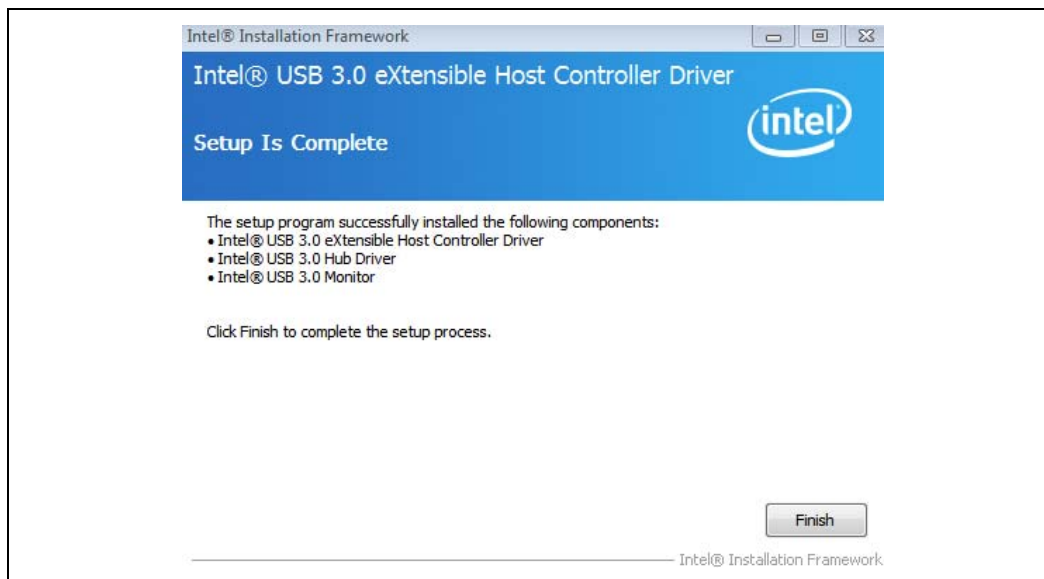 Intel® Installation Framework
Intel® USB 3.0 eXtensible Host Controller Driver
intel
Setup Is Complete
The setup program successfully installed the following components:
• Intel® USB 3.0 eXtensible Host Controller Driver
• Intel® USB 3.0 Hub Driver
• Intel® USB 3.0 Monitor
Click Finish to complete the setup process.
Finish
Intel® Installation Framework